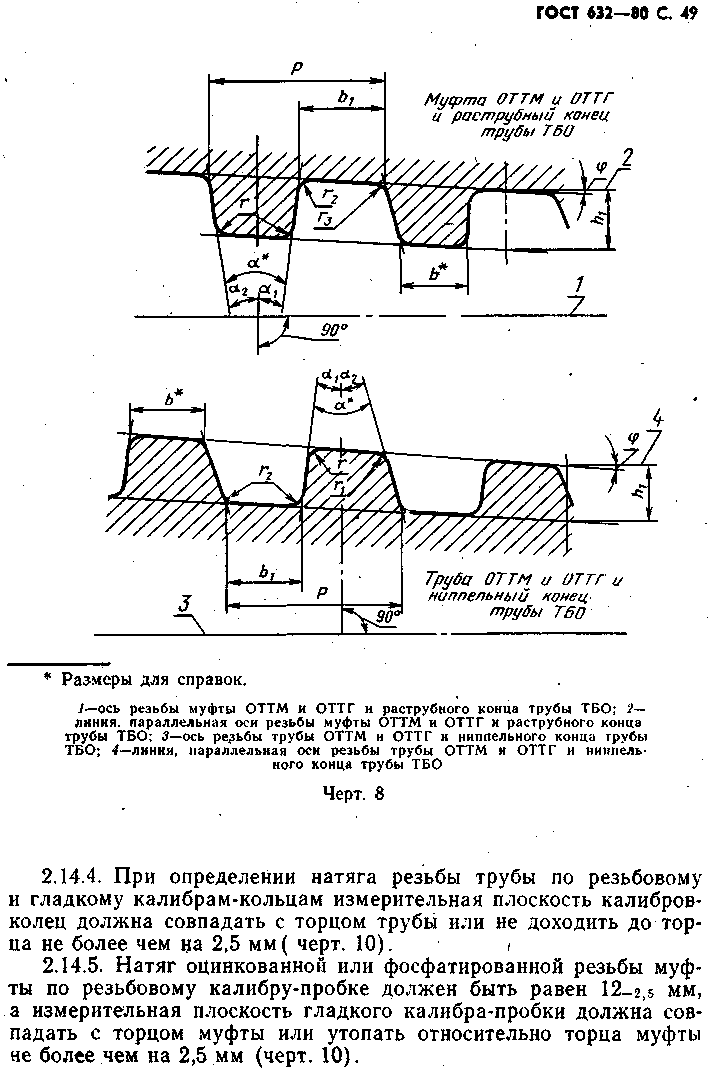 ГОСТ 632—80 С. 49
P
b₁
Муфта ОТТМ и ОТТГ
и раструбный конец
трубы ТБО
φ
2
r
r₂
r₃
h₁
α*
b*
α₂ α₁
1
90°
α₁ α₂
b*
α*
4
φ
r₂
r
r₁
h₁
b₁
P
Труба ОТТМ и ОТТГ и
ниппельный конец
трубы ТБО
3
90°
* Размеры для справок.
1—ось резьбы муфты ОТТМ и ОТТГ и раструбного конца трубы ТБО; 2—
линия, параллельная оси резьбы муфты ОТТМ и ОТТГ и раструбного конца
трубы ТБО; 3—ось резьбы трубы ОТТМ и ОТТГ и ниппельного конца трубы
ТБО; 4—линия, параллельная оси резьбы трубы ОТТМ и ОТТГ и ниппель-
ного конца трубы ТБО
Черт. 8
2.14.4. При определении натяга резьбы трубы по резьбовому
и гладкому калибрам-кольцам измерительная плоскость калибров-
колец должна совпадать с торцом трубы или не доходить до тор-
ца не более чем на 2,5 мм ( черт. 10).
2.14.5. Натяг оцинкованной или фосфатированной резьбы муф-
ты по резьбовому калибру-пробке должен быть равен 12₋₂,₅ мм,
а измерительная плоскость гладкого калибра-пробки должна сов-
падать с торцом муфты или утопать относительно торца муфты
не более чем на 2,5 мм (черт. 10).